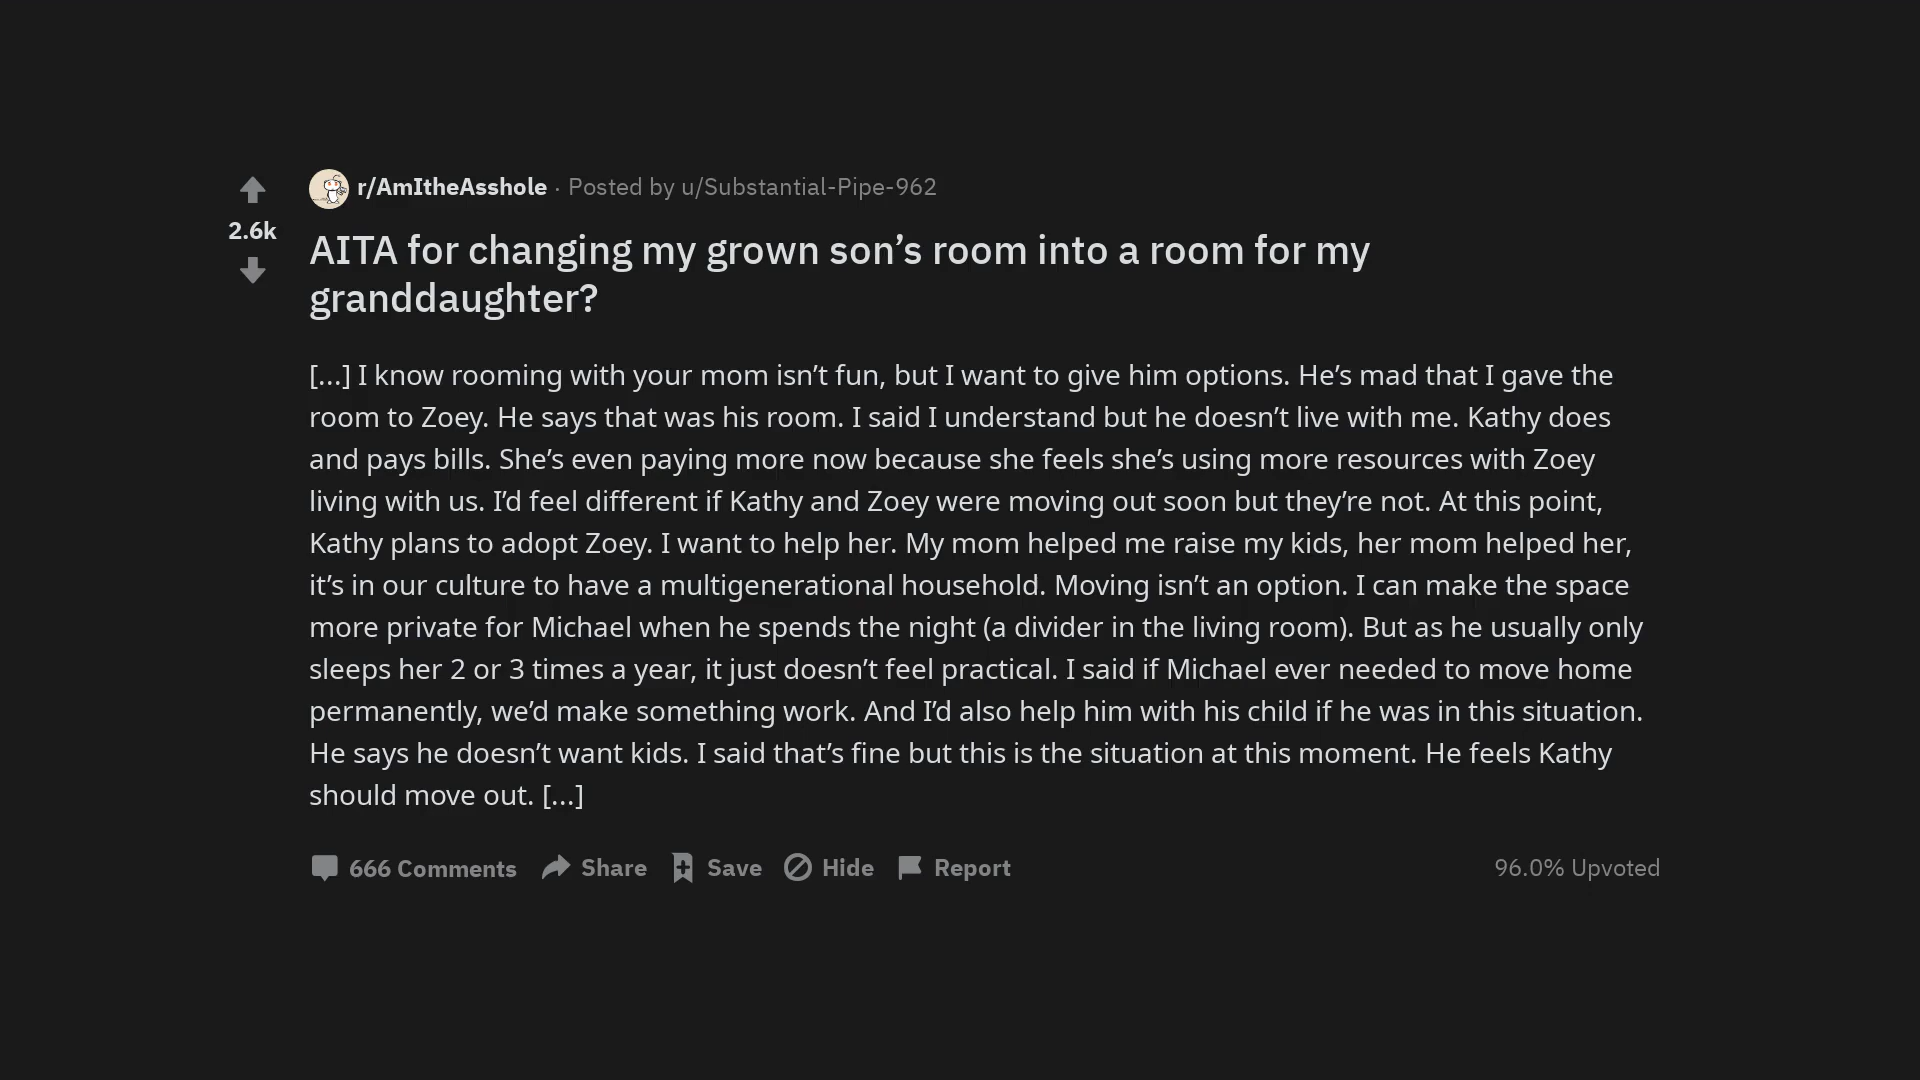 r/AmItheAsshole · Posted by u/Substantial-Pipe-962
2.6k
AITA for changing my grown son’s room into a room for my
granddaughter?
[...] I know rooming with your mom isn’t fun, but I want to give him options. He’s mad that I gave the
room to Zoey. He says that was his room. I said I understand but he doesn’t live with me. Kathy does
and pays bills. She’s even paying more now because she feels she’s using more resources with Zoey
living with us. I’d feel different if Kathy and Zoey were moving out soon but they’re not. At this point,
Kathy plans to adopt Zoey. I want to help her. My mom helped me raise my kids, her mom helped her,
it’s in our culture to have a multigenerational household. Moving isn’t an option. I can make the space
more private for Michael when he spends the night (a divider in the living room). But as he usually only
sleeps her 2 or 3 times a year, it just doesn’t feel practical. I said if Michael ever needed to move home
permanently, we’d make something work. And I’d also help him with his child if he was in this situation.
He says he doesn’t want kids. I said that’s fine but this is the situation at this moment. He feels Kathy
should move out. [...]
666 Comments Share Save Hide Report 96.0% Upvoted